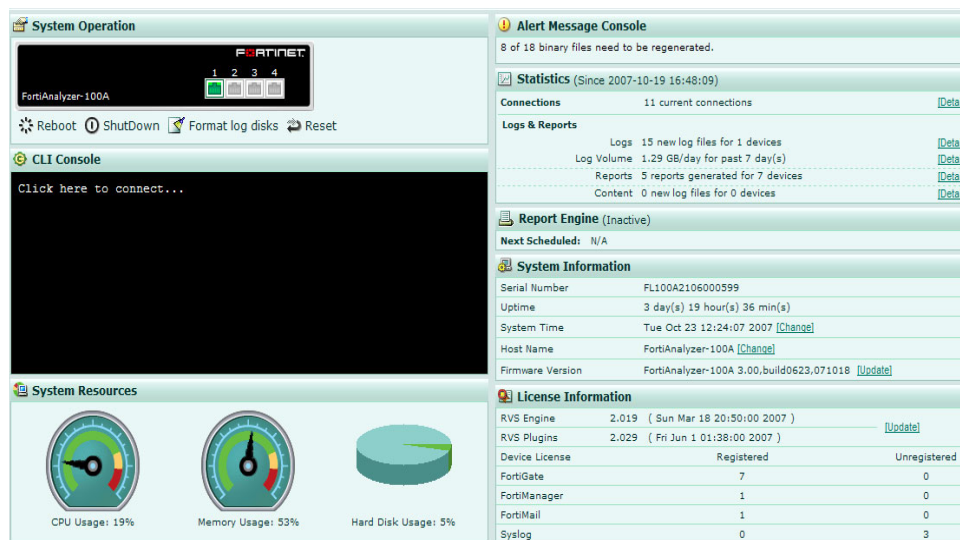 System Operation
FORTINET
1 2 3 4
FortiAnalyzer-100A
Reboot ShutDown Format log disks Reset
CLI Console
Click here to connect...
System Resources
CPU Usage: 19% Memory Usage: 53% Hard Disk Usage: 5%
Alert Message Console
8 of 18 binary files need to be regenerated.
Statistics (Since 2007-10-19 16:48:09)
Connections 11 current connections [Deta
Logs & Reports
Logs 15 new log files for 1 devices [Deta
Log Volume 1.29 GB/day for past 7 day(s) [Deta
Reports 5 reports generated for 7 devices [Deta
Content 0 new log files for 0 devices [Deta
Report Engine (Inactive)
Next Scheduled: N/A
System Information
Serial Number FL100A2106000599
Uptime 3 day(s) 19 hour(s) 36 min(s)
System Time Tue Oct 23 12:24:07 2007 [Change]
Host Name FortiAnalyzer-100A [Change]
Firmware Version FortiAnalyzer-100A 3.00,build0623,071018 [Update]
License Information
RVS Engine 2.019 ( Sun Mar 18 20:50:00 2007 )
[Update]
RVS Plugins 2.029 ( Fri Jun 1 01:38:00 2007 )
Device License Registered Unregistered
FortiGate 7 0
FortiManager 1 0
FortiMail 1 0
Syslog 0 3